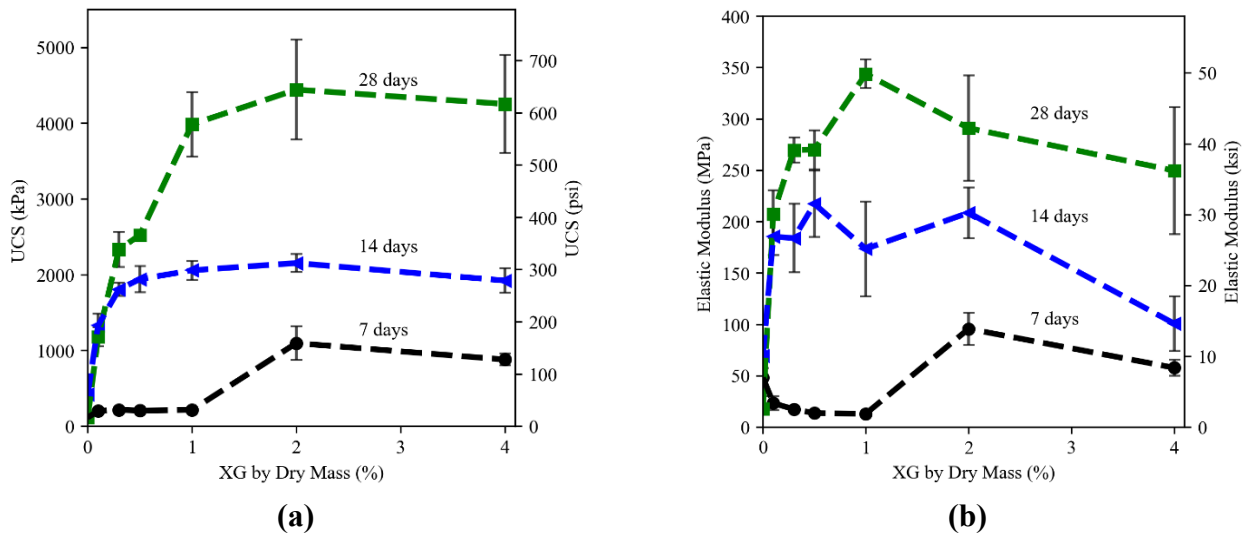 5000
4000
3000
2000
1000
0
UCS (kPa)
700
600
500
400
300
200
100
0
UCS (psi)
28 days
14 days
7 days
0 1 2 3 4
XG by Dry Mass (%)
(a)
400
350
300
250
200
150
100
50
0
Elastic Modulus (MPa)
50
40
30
20
10
0
Elastic Modulus (ksi)
28 days
14 days
7 days
0 1 2 3 4
XG by Dry Mass (%)
(b)